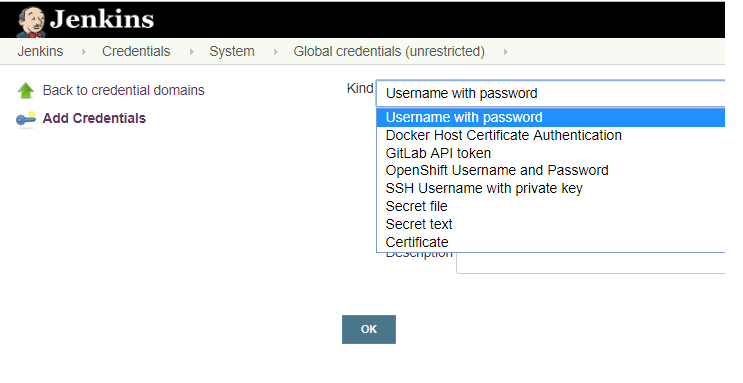 Jenkins
Jenkins Credentials System Global credentials (unrestricted)
Back to credential domains
Add Credentials
Kind Username with password
Username with password
Docker Host Certificate Authentication
GitLab API token
OpenShift Username and Password
SSH Username with private key
Secret file
Secret text
Certificate
Description
OK